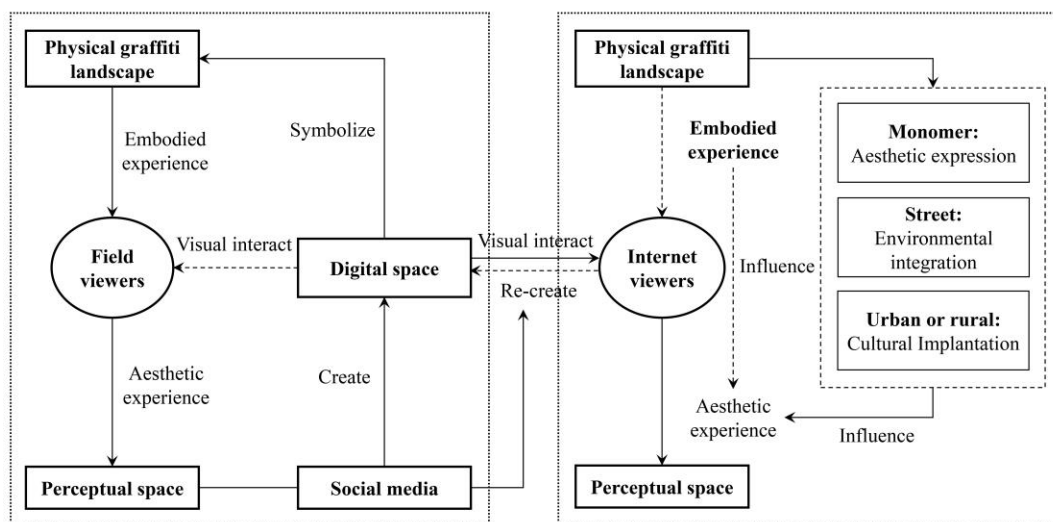 Physical graffiti
landscape
Symbolize
Embodied
experience
Field
viewers
Visual interact
Digital space
Aesthetic
experience
Create
Perceptual space
Social media
Visual interact
Re-create
Physical graffiti
landscape
Embodied
experience
Internet
viewers
Influence
Monomer:
Aesthetic expression
Street:
Environmental
integration
Urban or rural:
Cultural Implantation
Aesthetic
experience
Influence
Perceptual space